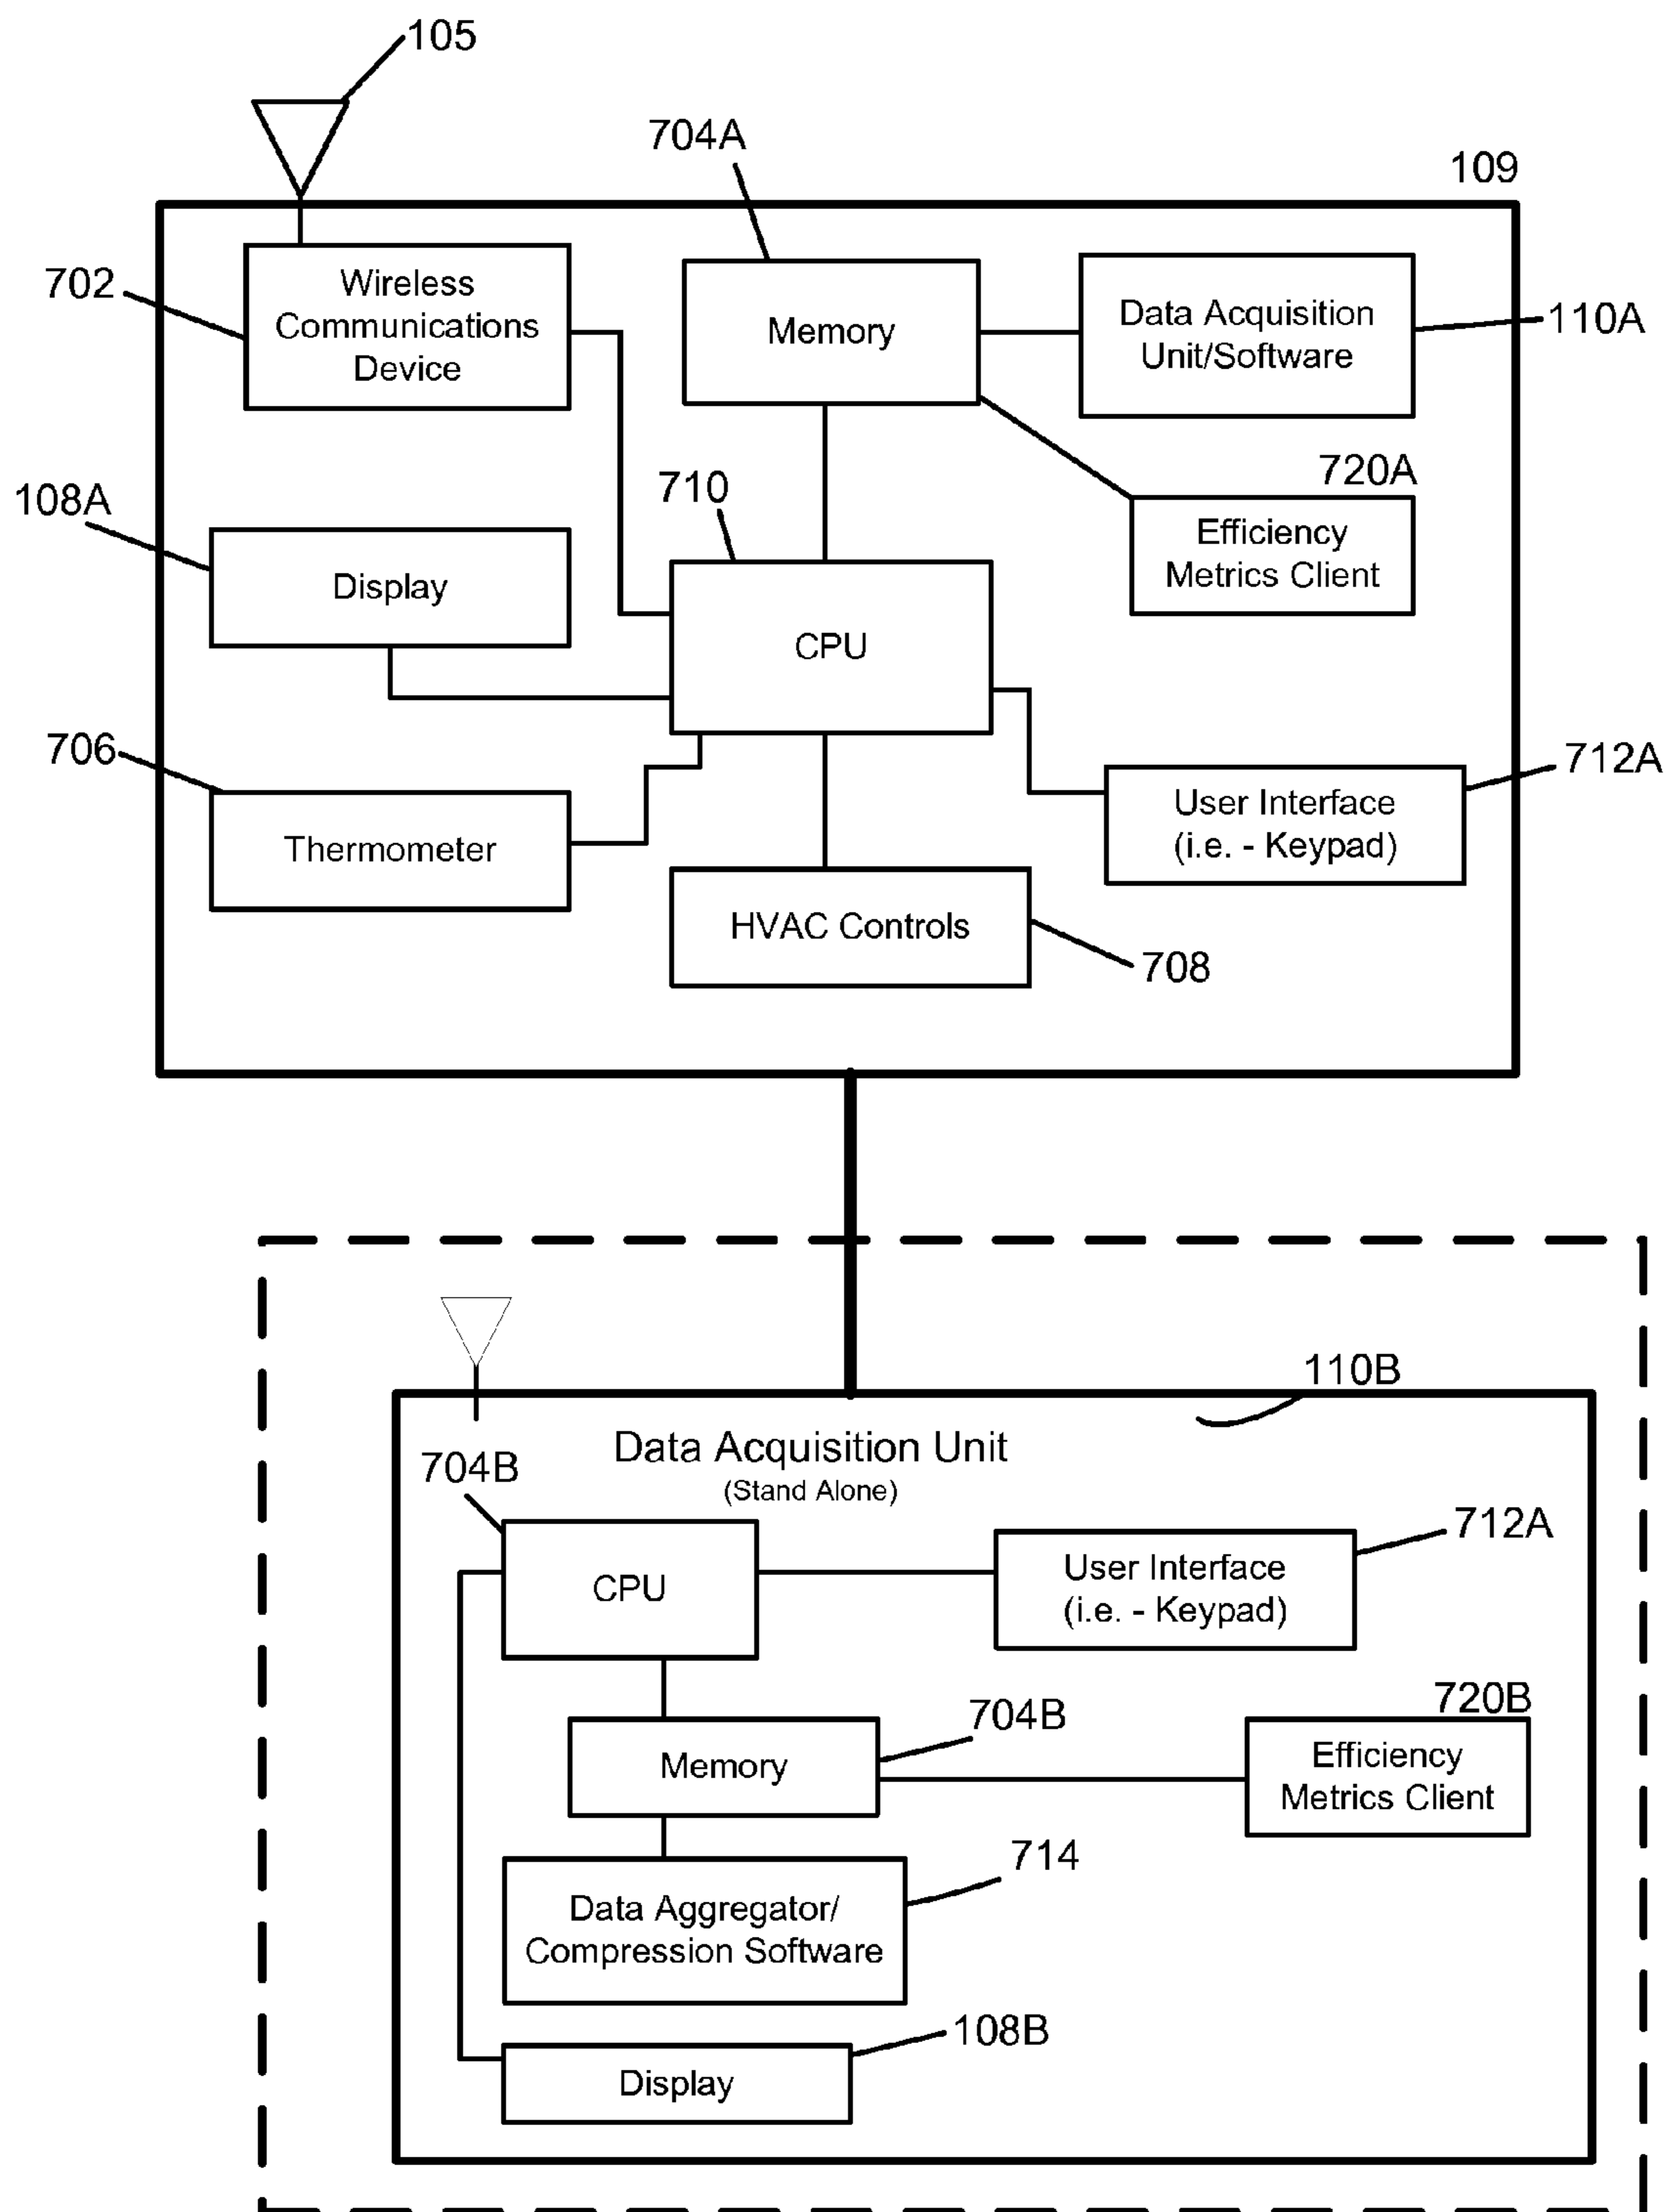 105
704A
109
702
Wireless
Communications
Device
Memory
Data Acquisition
Unit/Software
110A
720A
Efficiency
Metrics Client
108A
Display
710
CPU
706
Thermometer
712A
User Interface
(i.e. - Keypad)
HVAC Controls
708
110B
Data Acquisition Unit
(Stand Alone)
704B
CPU
712A
User Interface
(i.e. - Keypad)
704B
Memory
720B
Efficiency
Metrics Client
714
Data Aggregator/
Compression Software
108B
Display